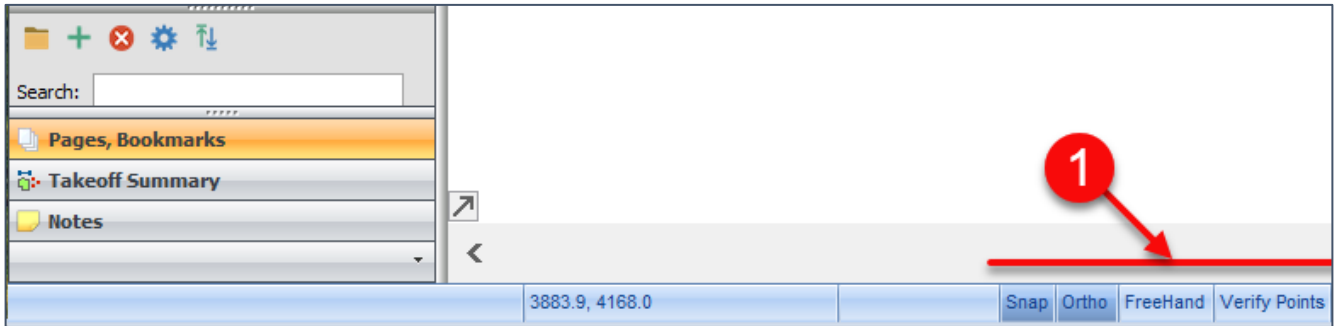 Search:
Pages, Bookmarks
Takeoff Summary
Notes
1
3883.9, 4168.0
Snap Ortho FreeHand Verify Points